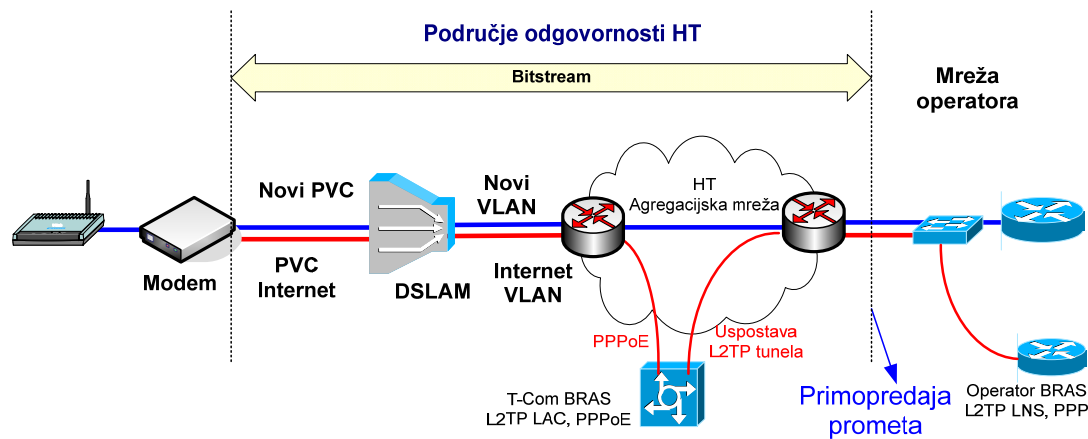 Područje odgovornosti HT
Bitstream
Mreža
operatora
Novi PVC
Novi
VLAN
HT
Agregacijska mreža
Modem
PVC
Internet
DSLAM
Internet
VLAN
PPPoE
Uspostava
L2TP tunela
T-Com BRAS
L2TP LAC, PPPoE
Primopredaja
prometa
Operator BRAS
L2TP LNS, PPP